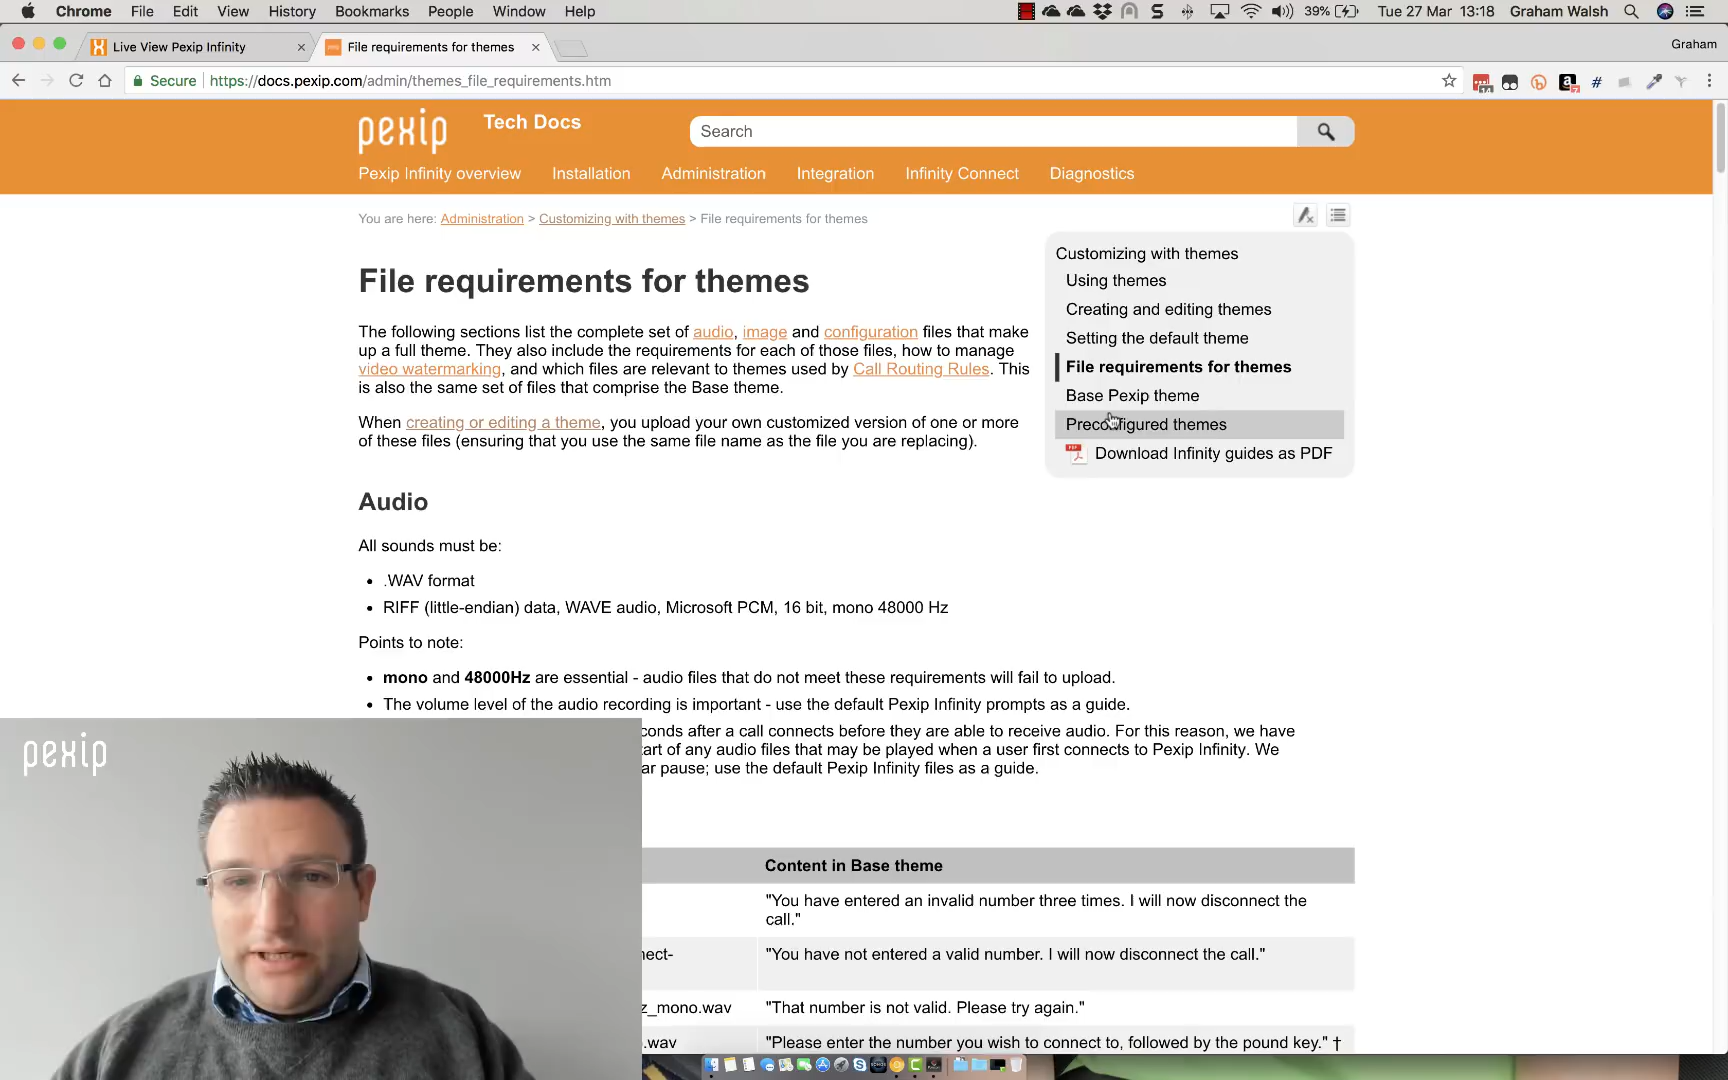 Chrome File Edit View History Bookmarks People Window Help 39% Tue 27 Mar 13:18 Graham Walsh
Live View Pexip Infinity
File requirements for themes
Graham
Secure https://docs.pexip.com/admin/themes_file_requirements.htm
pexip Tech Docs
Search
Pexip Infinity overview Installation Administration Integration Infinity Connect Diagnostics
You are here: Administration > Customizing with themes > File requirements for themes
Customizing with themes
Using themes
Creating and editing themes
Setting the default theme
File requirements for themes
Base Pexip theme
Preconfigured themes
Download Infinity guides as PDF
File requirements for themes
The following sections list the complete set of audio, image and configuration files that make
up a full theme. They also include the requirements for each of those files, how to manage
video watermarking, and which files are relevant to themes used by Call Routing Rules. This
is also the same set of files that comprise the Base theme.
When creating or editing a theme, you upload your own customized version of one or more
of these files (ensuring that you use the same file name as the file you are replacing).
Audio
All sounds must be:
• .WAV format
• RIFF (little-endian) data, WAVE audio, Microsoft PCM, 16 bit, mono 48000 Hz
Points to note:
• mono and 48000Hz are essential - audio files that do not meet these requirements will fail to upload.
• The volume level of the audio recording is important - use the default Pexip Infinity prompts as a guide.
conds after a call connects before they are able to receive audio. For this reason, we have
tart of any audio files that may be played when a user first connects to Pexip Infinity. We
ar pause; use the default Pexip Infinity files as a guide.
Content in Base theme
"You have entered an invalid number three times. I will now disconnect the
call."
nect- "You have not entered a valid number. I will now disconnect the call."
z_mono.wav "That number is not valid. Please try again."
.wav "Please enter the number you wish to connect to, followed by the pound key." †
pexip